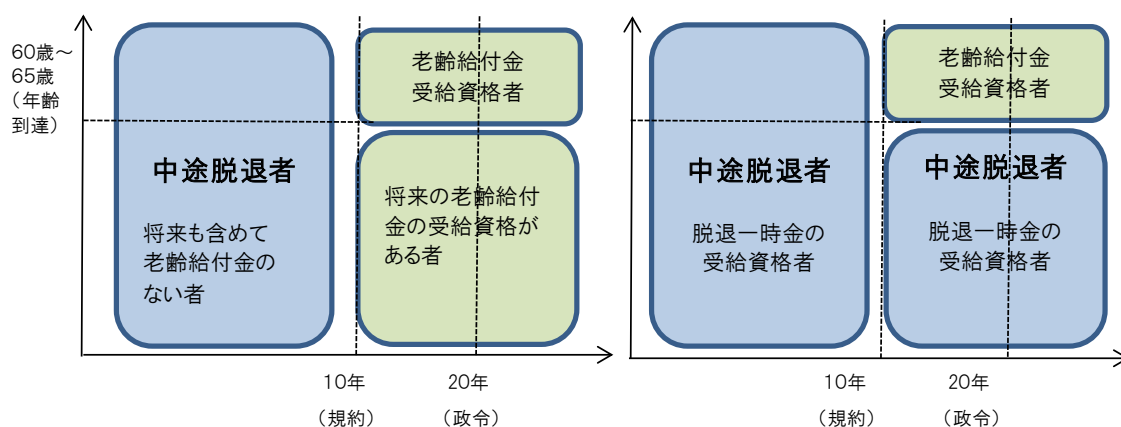 60歳～
65歳
（年齢
到達）
老齢給付金
受給資格者
中途脱退者
将来も含めて
老齢給付金の
ない者
将来の老齢給付
金の受給資格が
ある者
10年
（規約）
20年
（政令）
老齢給付金
受給資格者
中途脱退者
脱退一時金の
受給資格者
中途脱退者
脱退一時金の
受給資格者
10年
（規約）
20年
（政令）